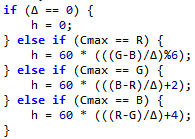 if (Δ == 0) {
    h = 0;
} else if (Cmax == R) {
    h = 60 * (((G-B)/Δ)%6);
} else if (Cmax == G) {
    h = 60 * (((B-R)/Δ)+2);
} else if (Cmax == B) {
    h = 60 * (((R-G)/Δ)+4);
}